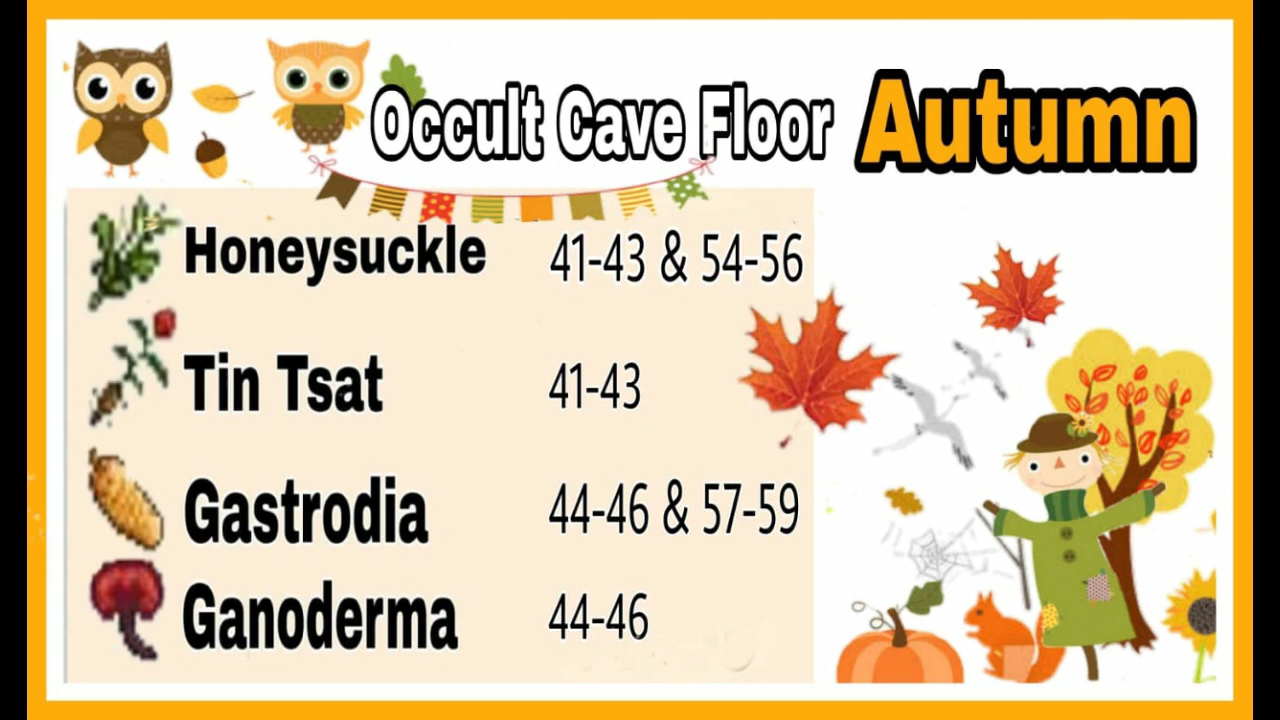 Occult Cave Floor Autumn
Honeysuckle 41-43 & 54-56
Tin Tsat 41-43
Gastrodia 44-46 & 57-59
Ganoderma 44-46